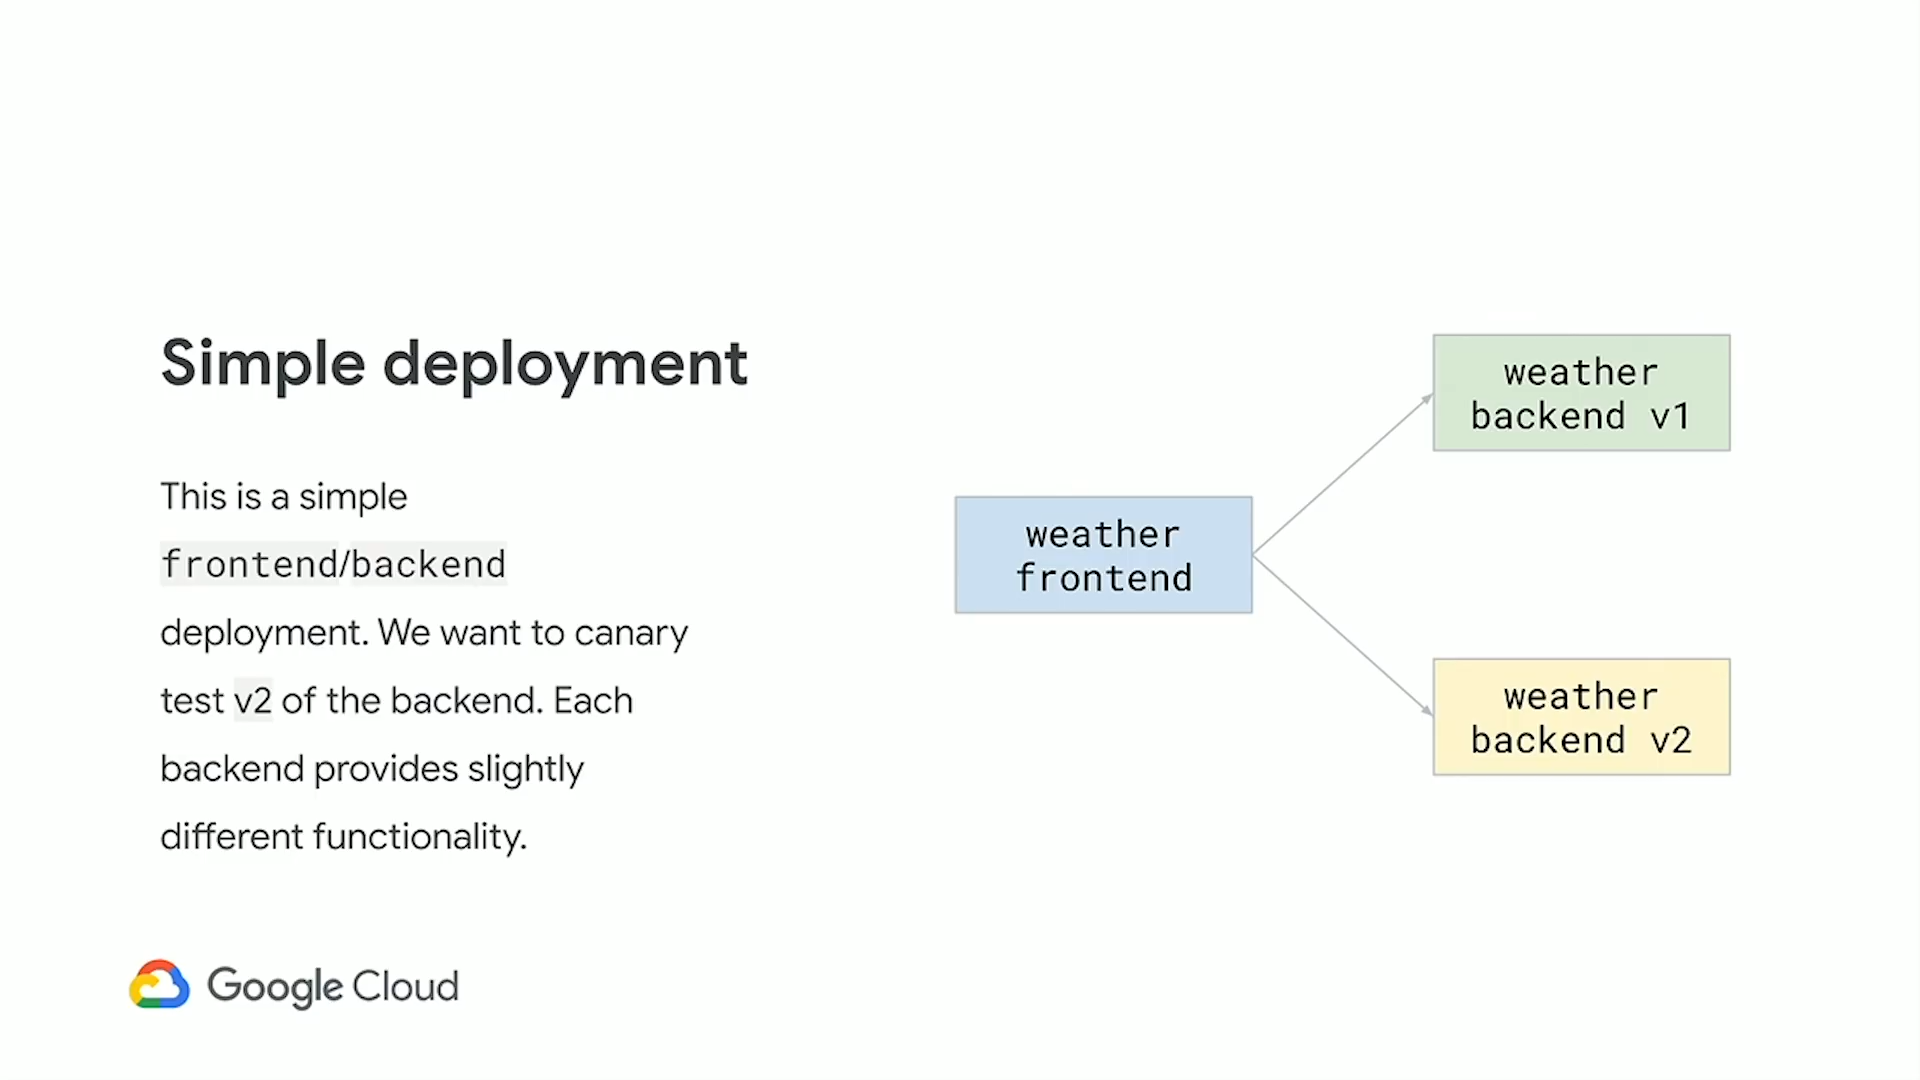 Simple deployment
This is a simple
frontend/backend
deployment. We want to canary
test v2 of the backend. Each
backend provides slightly
different functionality.
weather
frontend
weather
backend v1
weather
backend v2
Google Cloud